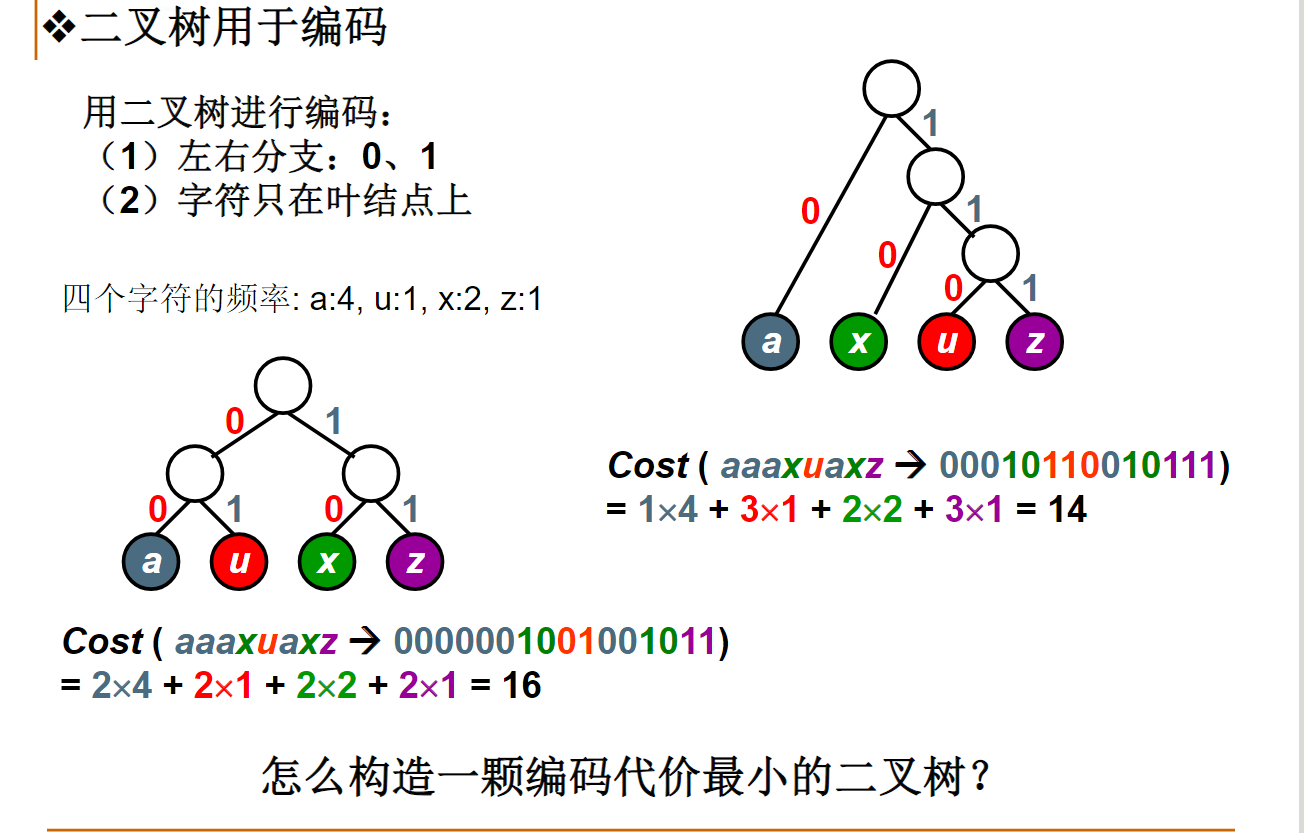 ❖二叉树用于编码
用二叉树进行编码：
（1）左右分支：0、1
（2）字符只在叶结点上
四个字符的频率: a:4, u:1, x:2, z:1
1
0
1
0
0
1
a x u z
0 1
0 1 0 1
a u x z
Cost ( aaaxuaxz → 00010110010111)
= 1×4 + 3×1 + 2×2 + 3×1 = 14
Cost ( aaaxuaxz → 0000001001001011)
= 2×4 + 2×1 + 2×2 + 2×1 = 16
怎么构造一颗编码代价最小的二叉树？